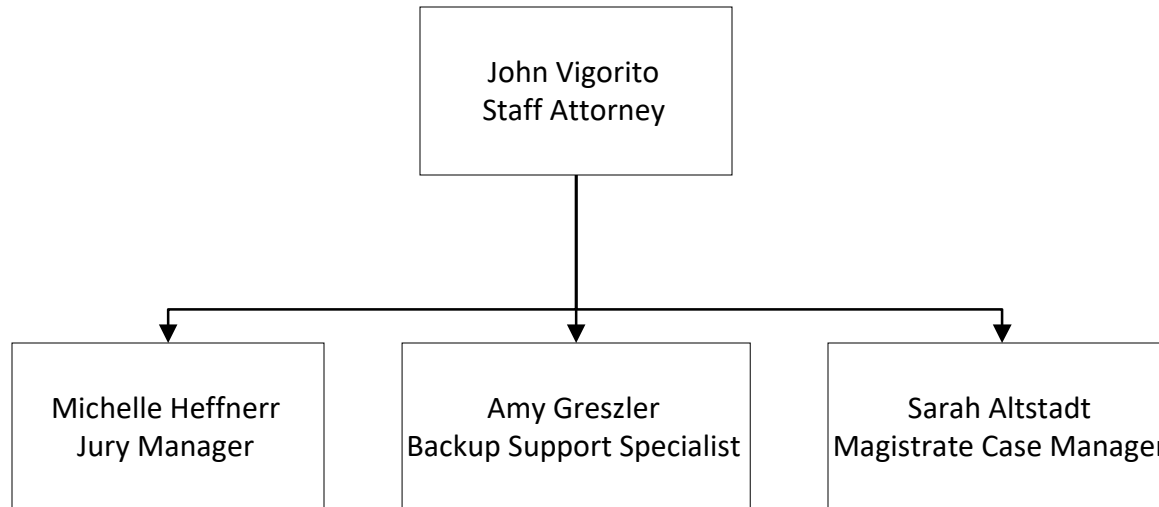 John Vigorito
Staff Attorney
Michelle Heffnerr
Jury Manager
Amy Greszler
Backup Support Specialist
Sarah Altstadt
Magistrate Case Manager